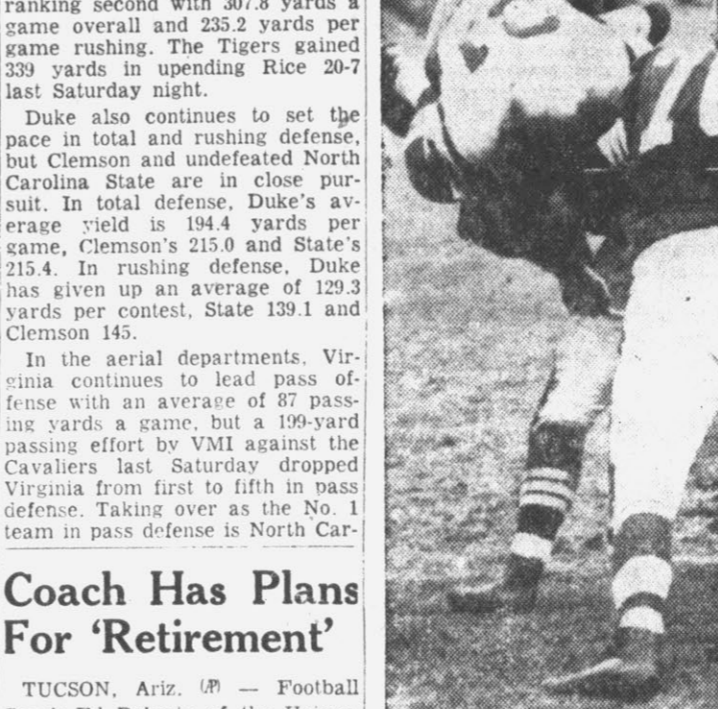 ranking second with 307.8 yards a
game overall and 235.2 yards per
game rushing. The Tigers gained
339 yards in upending Rice 20-7
last Saturday night.
Duke also continues to set the
pace in total and rushing defense,
but Clemson and undefeated North
Carolina State are in close pur-
suit. In total defense, Duke's av-
erage yield is 194.4 yards per
game, Clemson's 215.0 and State's
215.4. In rushing defense, Duke
has given up an average of 129.3
yards per contest, State 139.1 and
Clemson 145.
In the aerial departments, Vir-
ginia continues to lead pass of-
fense with an average of 87 pass-
ing yards a game, but a 199-yard
passing effort by VMI against the
Cavaliers last Saturday dropped
Virginia from first to fifth in pass
defense. Taking over as the No. 1
team in pass defense is North Car-
Coach Has Plans
For 'Retirement'
TUCSON, Ariz. (AP) — Football